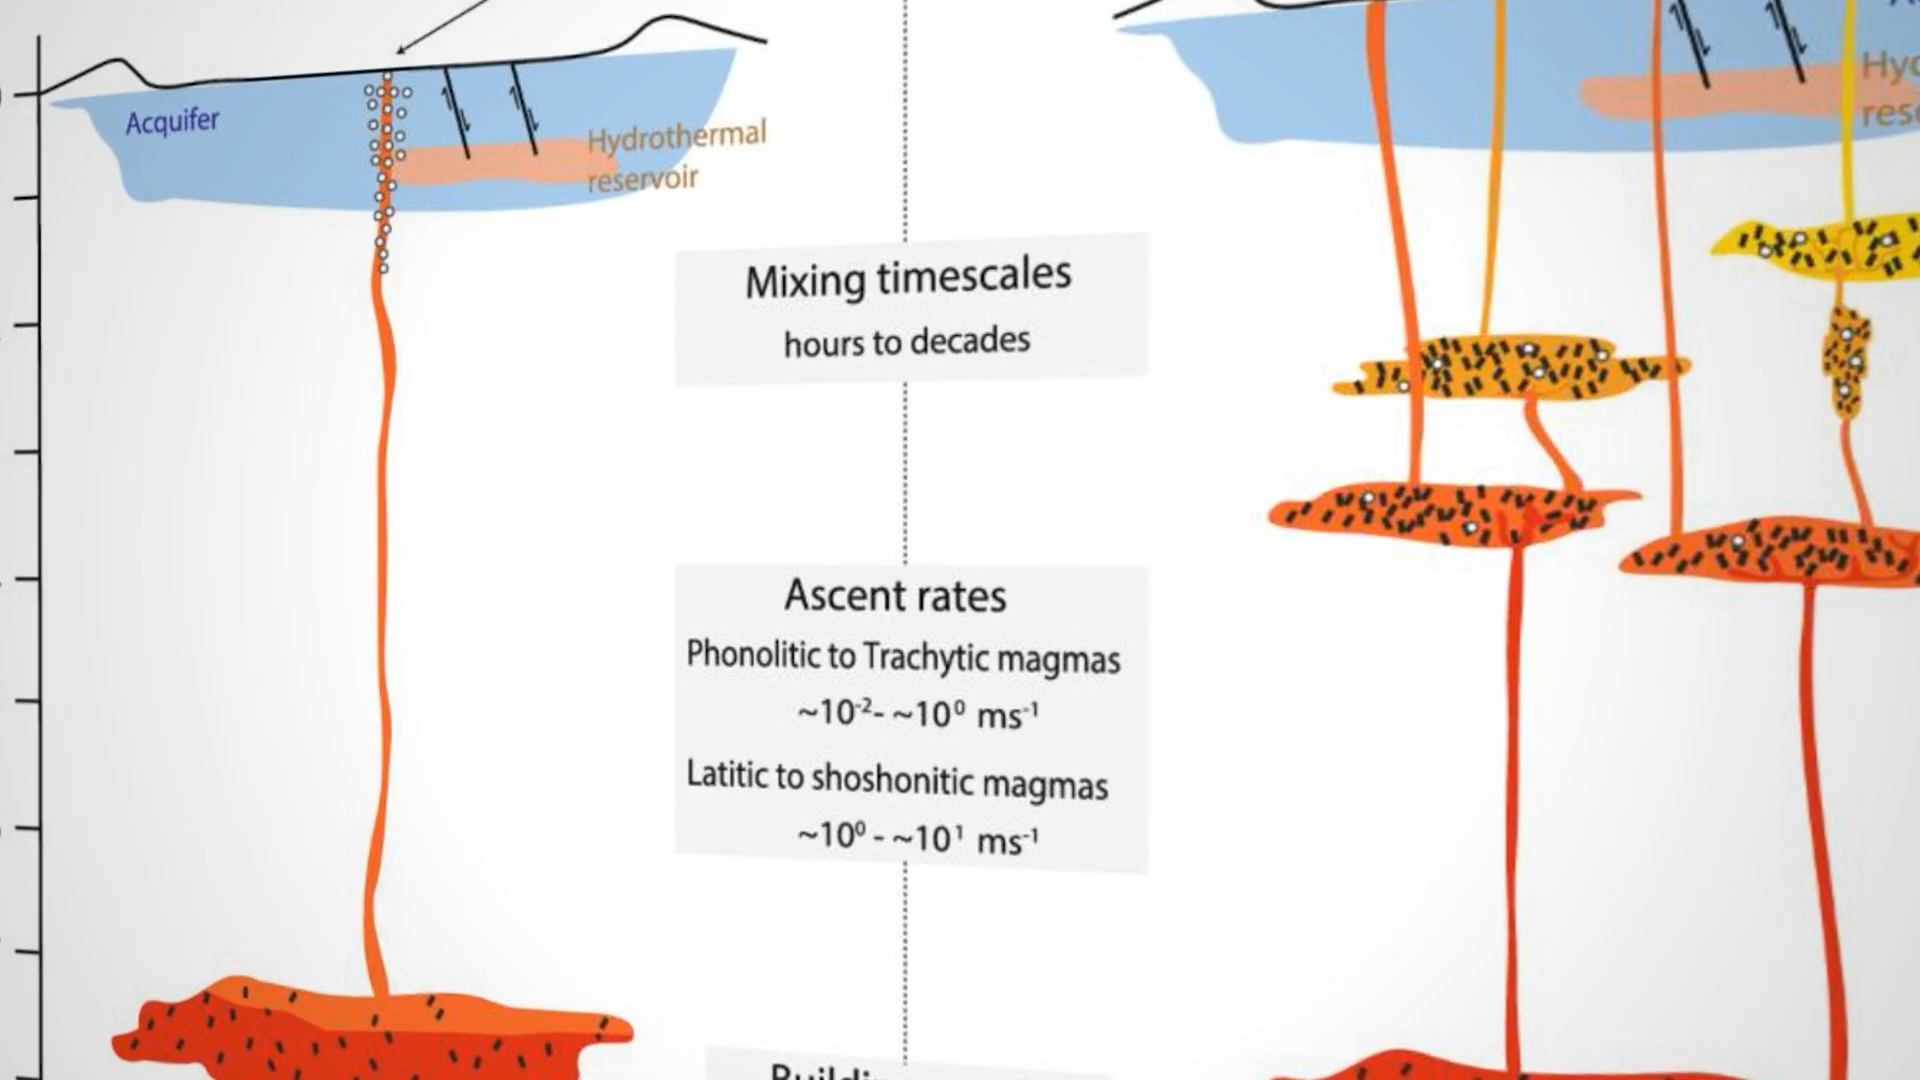 Acquifer
Hydrothermal
reservoir
Mixing timescales
hours to decades
Ascent rates
Phonolitic to Trachytic magmas
~10⁻²- ~10⁰ ms⁻¹
Latitic to shoshonitic magmas
~10⁰ - ~10¹ ms⁻¹